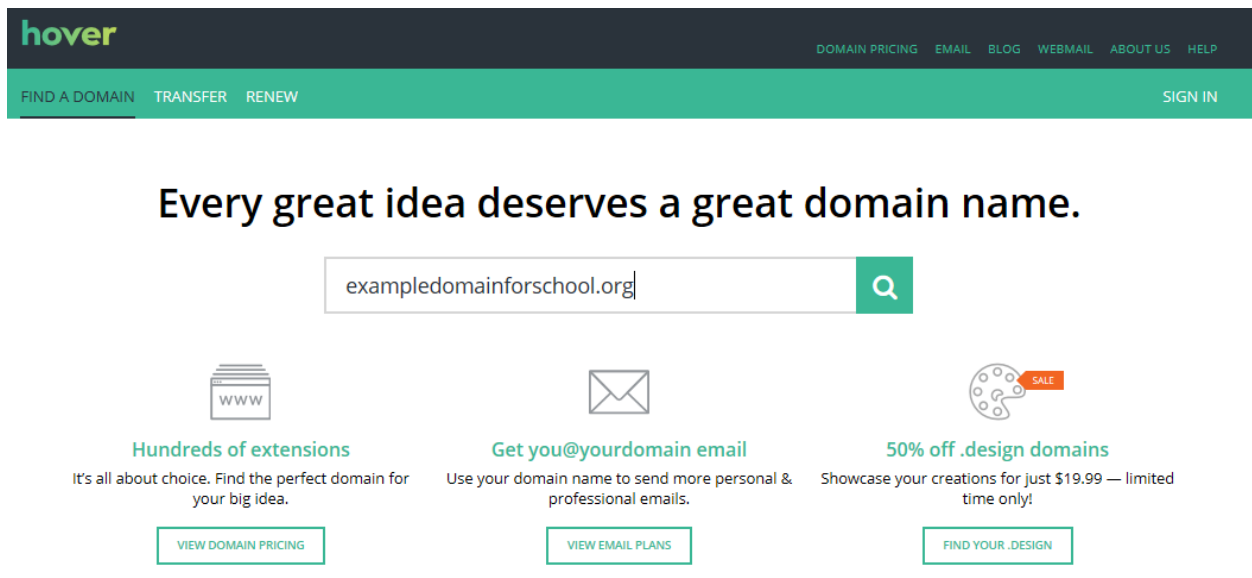 hover
DOMAIN PRICING EMAIL BLOG WEBMAIL ABOUT US HELP
FIND A DOMAIN TRANSFER RENEW SIGN IN
Every great idea deserves a great domain name.
exampledomainforschool.org
www
SALE
Hundreds of extensions
It's all about choice. Find the perfect domain for
your big idea.
VIEW DOMAIN PRICING
Get you@yourdomain email
Use your domain name to send more personal &
professional emails.
VIEW EMAIL PLANS
50% off .design domains
Showcase your creations for just $19.99 — limited
time only!
FIND YOUR .DESIGN